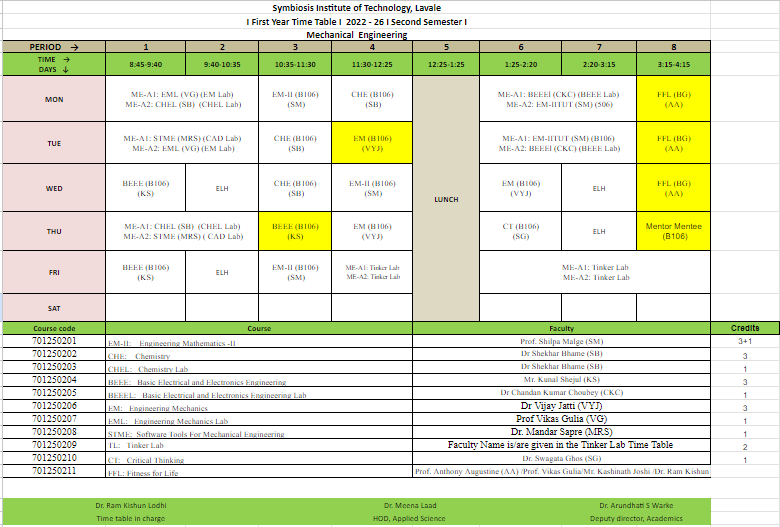 Symbiosis Institute of Technology, Lavale
I First Year Time Table I 2022 - 26 I Second Semester I
Mechanical Engineering
PERIOD → 1 2 3 4 5 6 7 8
TIME → 8:45-9:40 9:40-10:35 10:35-11:30 11:30-12:25 12:25-1:25 1:25-2:20 2:20-3:15 3:15-4:15
DAYS ↓
MON
ME-A1: EML (VG) (EM Lab)
ME-A2: CHEL (SB) (CHEL Lab)
EM-II (B106)
(SM)
CHE (B106)
(SB)
ME-A1: BEEEl (CKC) (BEEE Lab)
ME-A2: EM-IITUT (SM) (506)
FFL (BG)
(AA)
TUE
ME-A1: STME (MRS) (CAD Lab)
ME-A2: EML (VG) (EM Lab)
CHE (B106)
(SB)
EM (B106)
(VYJ)
ME-A1: EM-IITUT (SM) (B106)
ME-A2: BEEEl (CKC) (BEEE Lab)
FFL (BG)
(AA)
WED
BEEE (B106)
(KS)
ELH
CHE (B106)
(SB)
EM-II (B106)
(SM)
LUNCH
EM (B106)
(VYJ)
ELH
FFL (BG)
(AA)
THU
ME-A1: CHEL (SB) (CHEL Lab)
ME-A2: STME (MRS) ( CAD Lab)
BEEE (B106)
(KS)
EM (B106)
(VYJ)
CT (B106)
(SG)
ELH
Mentor Mentee
(B106)
FRI
BEEE (B106)
(KS)
ELH
EM-II (B106)
(SM)
ME-A1: Tinker Lab
ME-A2: Tinker Lab
ME-A1: Tinker Lab
ME-A2: Tinker Lab
SAT
Course code Course Faculty Credits
701250201 EM-II: Engineering Mathematics -II Prof. Shilpa Malge (SM) 3+1
701250202 CHE: Chemistry Dr Shekhar Bhame (SB) 3
701250203 CHEL: Chemistry Lab Dr Shekhar Bhame (SB) 1
701250204 BEEE: Basic Electrical and Electronics Engineering Mr. Kunal Shejul (KS) 3
701250205 BEEEL: Basic Electrical and Electronics Engineering Lab Dr Chandan Kumar Choubey (CKC) 1
701250206 EM: Engineering Mechanics Dr Vijay Jatti (VYJ) 3
701250207 EML: Engineering Mechanics Lab Prof Vikas Gulia (VG) 1
701250208 STME: Software Tools For Mechanical Engineering Dr. Mandar Sapre (MRS) 1
701250209 TL: Tinker Lab Faculty Name is/are given in the Tinker Lab Time Table 2
701250210 CT: Critical Thinking Dr. Swagata Ghos (SG) 1
701250211 FFL: Fitness for Life Prof. Anthony Augustine (AA) /Prof. Vikas Gulia/Mr. Kashinath Joshi /Dr. Ram Kishun
Dr. Ram Kishun Lodhi Dr. Meena Laad Dr. Arundhati S Warke
Time table in charge HOD, Applied Science Deputy director, Academics